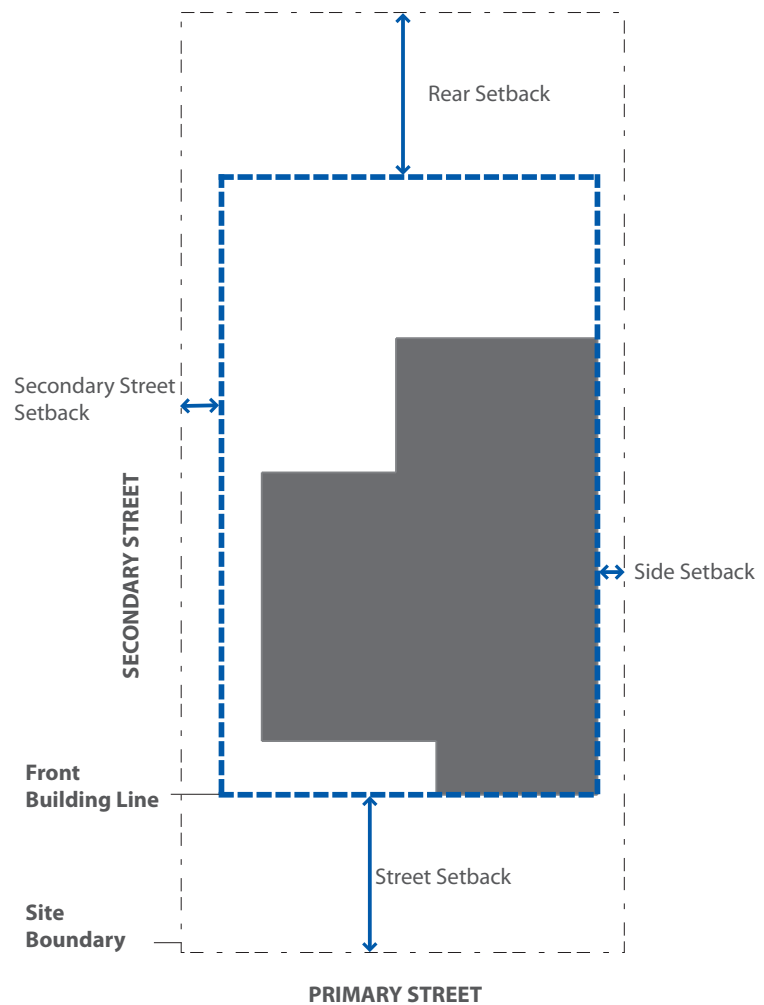 Rear Setback
Secondary Street
Setback
SECONDARY STREET
Side Setback
Front
Building Line
Street Setback
Site
Boundary
PRIMARY STREET